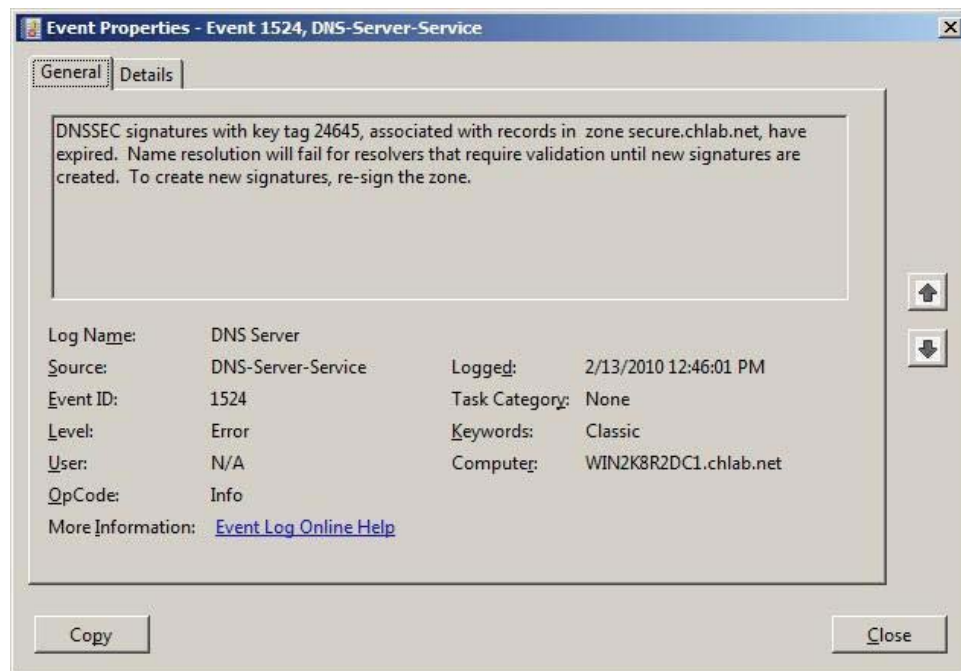 Event Properties - Event 1524, DNS-Server-Service
General Details
DNSSEC signatures with key tag 24645, associated with records in  zone secure.chlab.net, have
expired.  Name resolution will fail for resolvers that require validation until new signatures are
created.  To create new signatures, re-sign the zone.
Log Name: DNS Server
Source: DNS-Server-Service Logged: 2/13/2010 12:46:01 PM
Event ID: 1524 Task Category: None
Level: Error Keywords: Classic
User: N/A Computer: WIN2K8R2DC1.chlab.net
OpCode: Info
More Information: Event Log Online Help
Copy Close